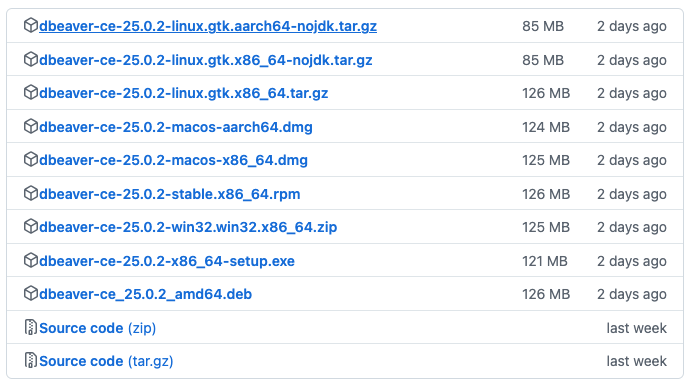 dbeaver-ce-25.0.2-linux.gtk.aarch64-nojdk.tar.gz 85 MB 2 days ago
dbeaver-ce-25.0.2-linux.gtk.x86_64-nojdk.tar.gz 85 MB 2 days ago
dbeaver-ce-25.0.2-linux.gtk.x86_64.tar.gz 126 MB 2 days ago
dbeaver-ce-25.0.2-macos-aarch64.dmg 124 MB 2 days ago
dbeaver-ce-25.0.2-macos-x86_64.dmg 125 MB 2 days ago
dbeaver-ce-25.0.2-stable.x86_64.rpm 126 MB 2 days ago
dbeaver-ce-25.0.2-win32.win32.x86_64.zip 125 MB 2 days ago
dbeaver-ce-25.0.2-x86_64-setup.exe 121 MB 2 days ago
dbeaver-ce_25.0.2_amd64.deb 126 MB 2 days ago
Source code (zip) last week
Source code (tar.gz) last week